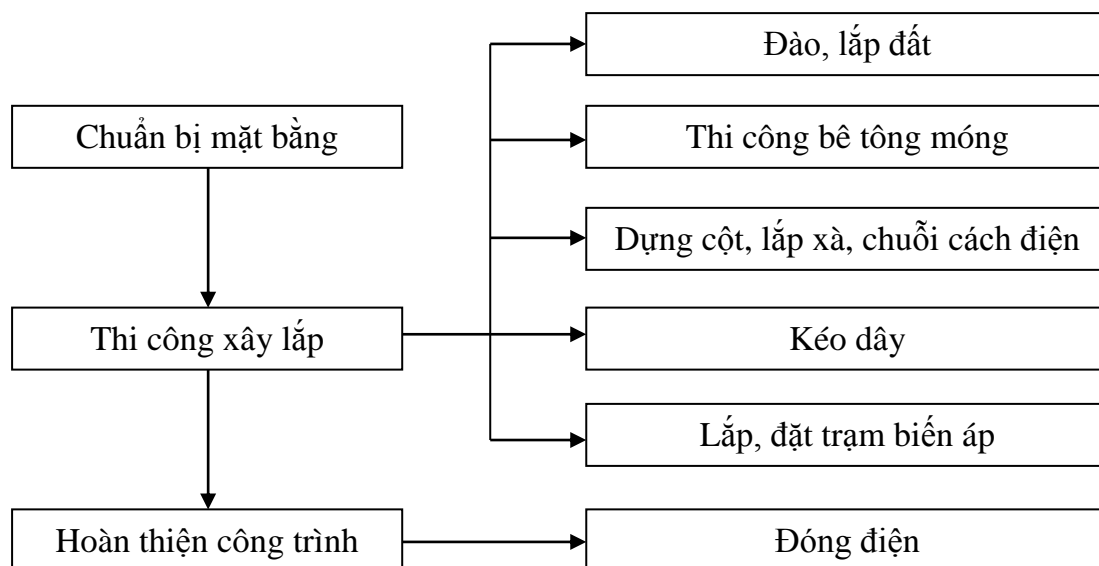 Đào, lắp đất
Chuẩn bị mặt bằng
Thi công bê tông móng
Dựng cột, lắp xà, chuỗi cách điện
Thi công xây lắp
Kéo dây
Lắp, đặt trạm biến áp
Hoàn thiện công trình
Đóng điện